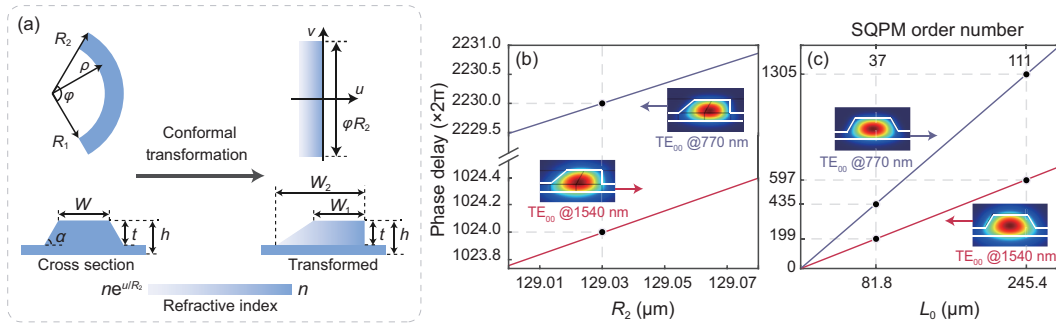 (a)
R₂
ρ
φ
R₁
Conformal
transformation
v
u
φR₂
W
α
t
h
Cross section
W₂
W₁
t
h
Transformed
neᵘ/ᴿ² n
Refractive index
(b)
Phase delay (×2π)
2231.0
2230.5
2230.0
2229.5
1024.4
1024.0
1023.8
TE₀₀ @770 nm
TE₀₀ @1540 nm
129.01 129.03 129.05 129.07
R₂ (μm)
SQPM order number
(c)
37 111
1305
597
435
199
0
TE₀₀ @770 nm
TE₀₀ @1540 nm
81.8 245.4
L₀ (μm)